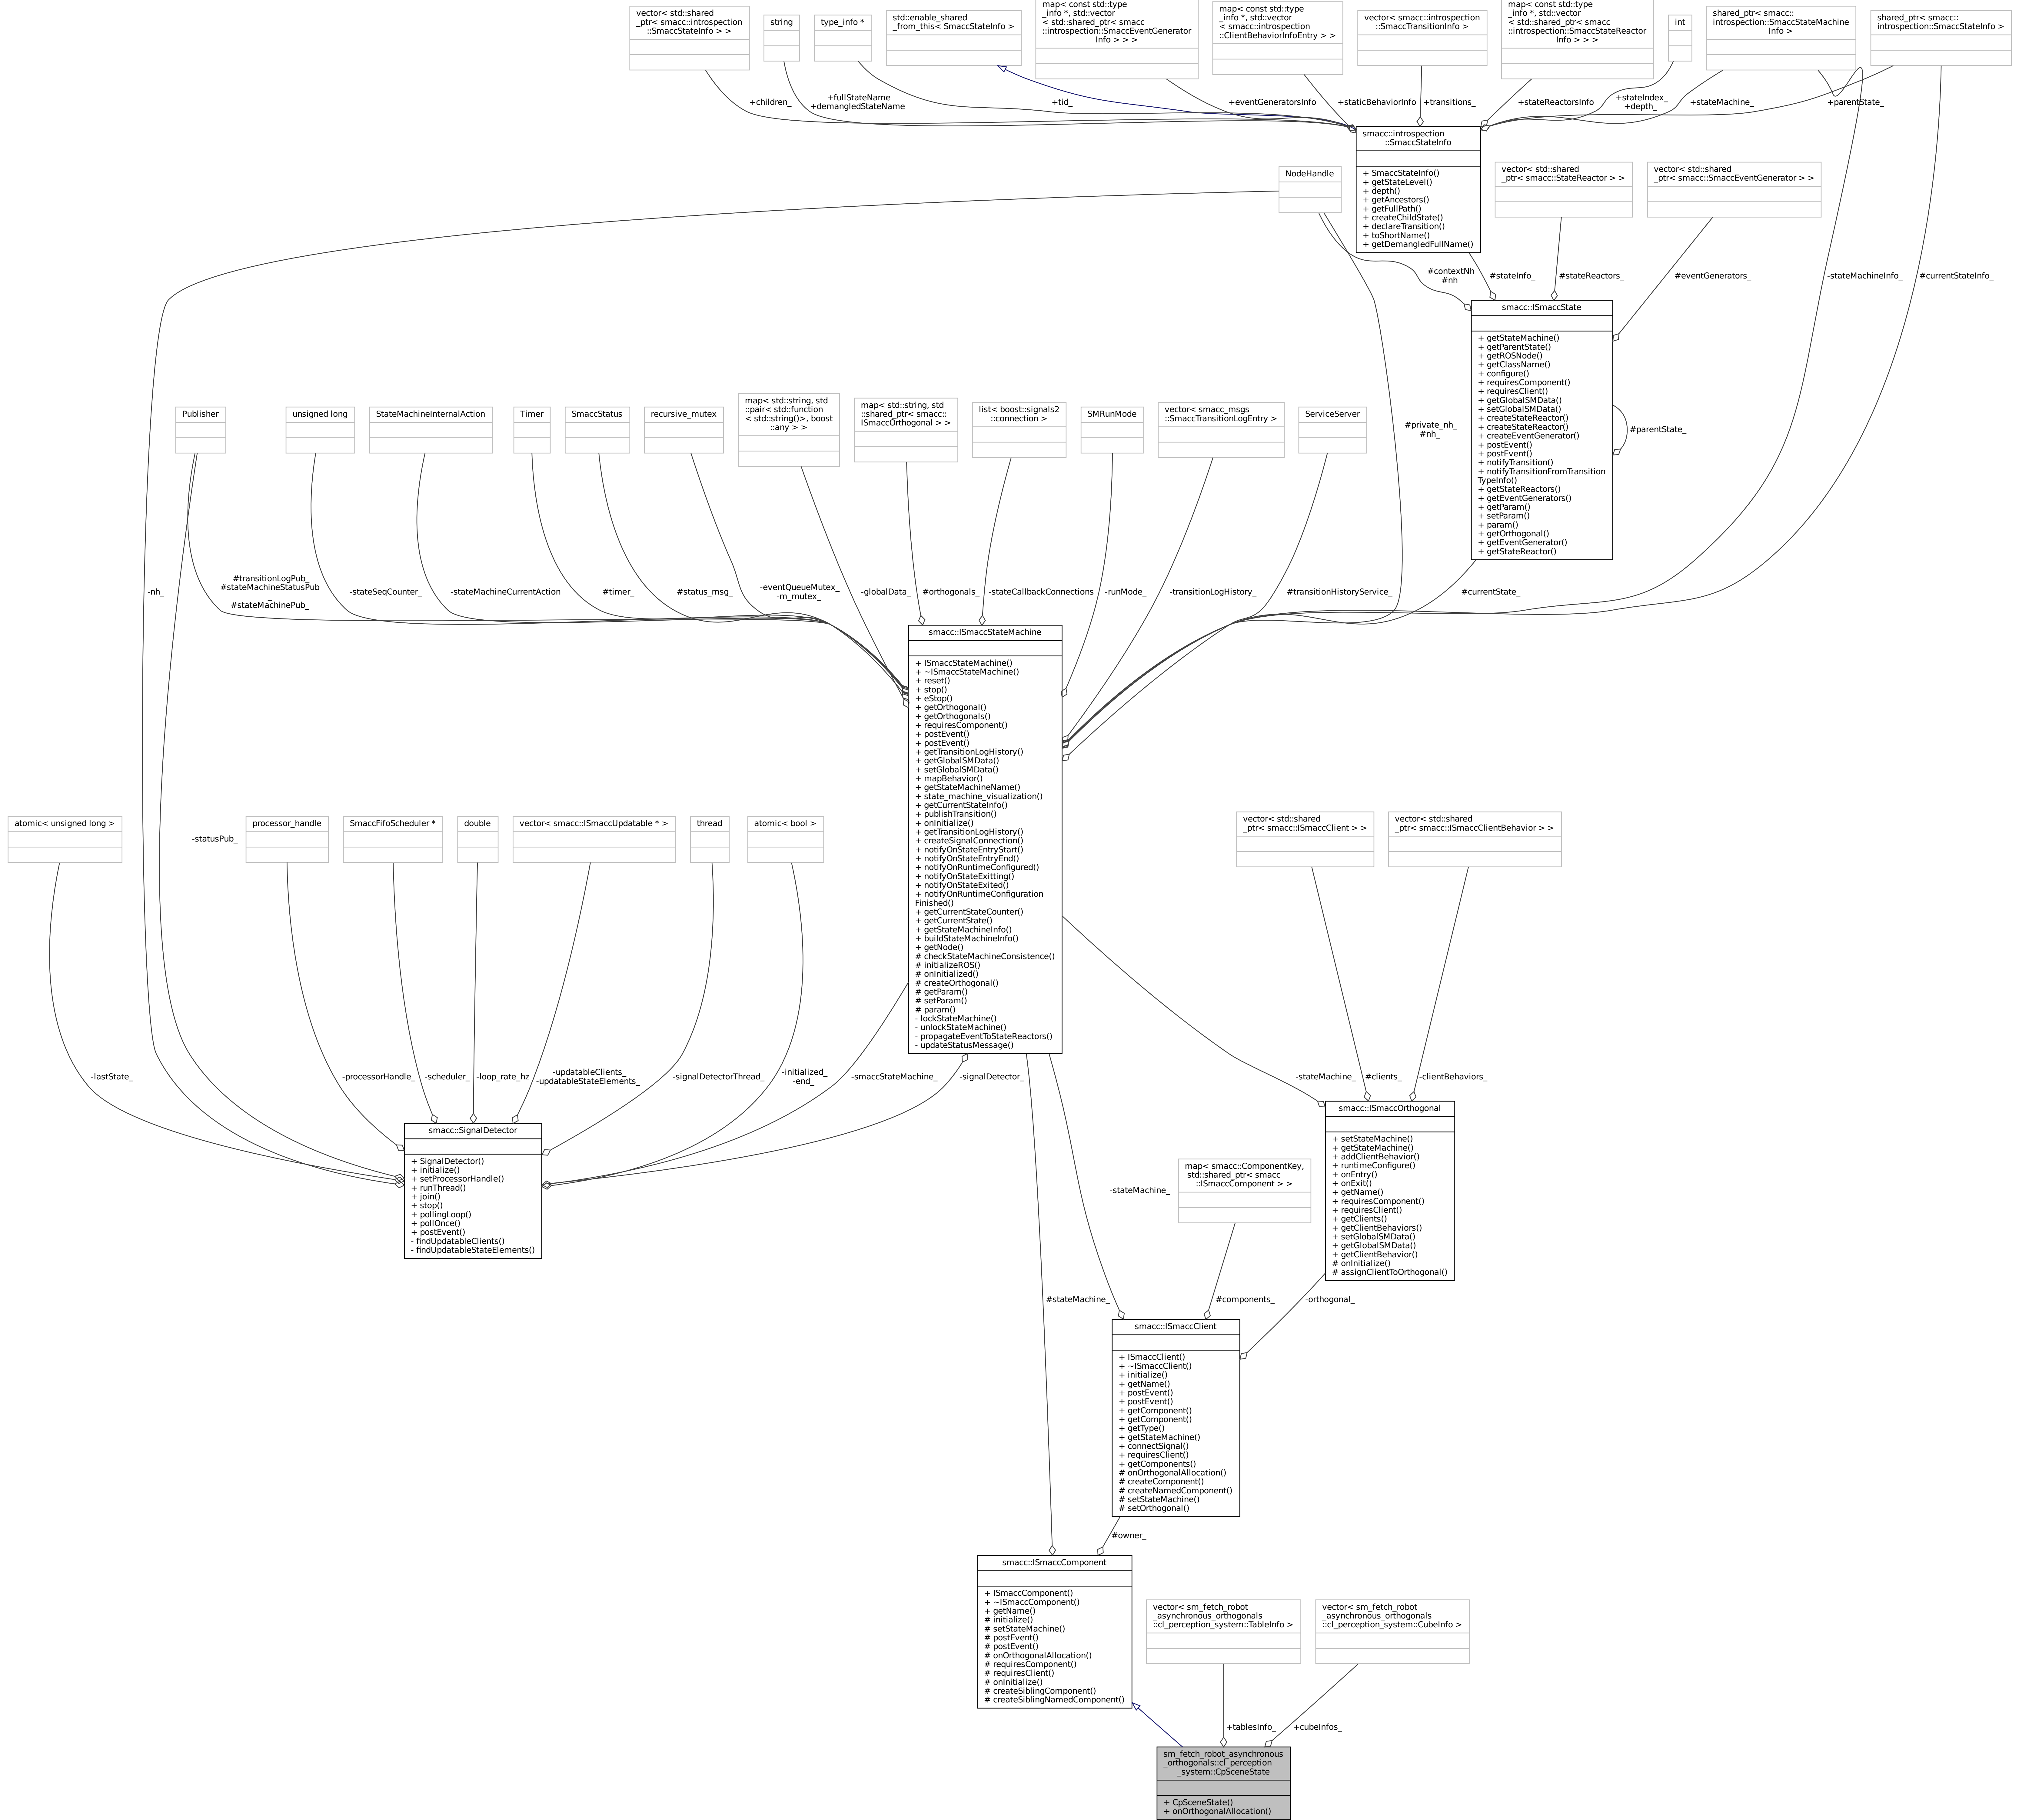 vector< std::shared
_ptr< smacc::introspection
::SmaccStateInfo > >
string
type_info *
std::enable_shared
_from_this< SmaccStateInfo >
map< const std::type
_info *, std::vector
< std::shared_ptr< smacc
::introspection::SmaccEventGenerator
Info > > >
map< const std::type
_info *, std::vector
< smacc::introspection
::ClientBehaviorInfoEntry > >
vector< smacc::introspection
::SmaccTransitionInfo >
map< const std::type
_info *, std::vector
< std::shared_ptr< smacc
::introspection::SmaccStateReactor
Info > > >
int
shared_ptr< smacc::
introspection::SmaccStateMachine
Info >
shared_ptr< smacc::
introspection::SmaccStateInfo >
+children_
+fullStateName
+demangledStateName
+tid_
+eventGeneratorsInfo
+staticBehaviorInfo
+transitions_
+stateReactorsInfo
+stateIndex_
+depth_
+stateMachine_
+parentState_
smacc::introspection
::SmaccStateInfo
+ SmaccStateInfo()
+ getStateLevel()
+ depth()
+ getAncestors()
+ getFullPath()
+ createChildState()
+ declareTransition()
+ toShortName()
+ getDemangledFullName()
NodeHandle
vector< std::shared
_ptr< smacc::StateReactor > >
vector< std::shared
_ptr< smacc::SmaccEventGenerator > >
#contextNh
#nh
#stateInfo_
#stateReactors_
#eventGenerators_
-stateMachineInfo_
#currentStateInfo_
smacc::ISmaccState
+ getStateMachine()
+ getParentState()
+ getROSNode()
+ getClassName()
+ configure()
+ requiresComponent()
+ requiresClient()
+ getGlobalSMData()
+ setGlobalSMData()
+ createStateReactor()
+ createStateReactor()
+ createEventGenerator()
+ postEvent()
+ postEvent()
+ notifyTransition()
+ notifyTransitionFromTransition
TypeInfo()
+ getStateReactors()
+ getEventGenerators()
+ getParam()
+ setParam()
+ param()
+ getOrthogonal()
+ getEventGenerator()
+ getStateReactor()
#parentState_
Publisher
unsigned long
StateMachineInternalAction
Timer
SmaccStatus
recursive_mutex
map< std::string, std
::pair< std::function
< std::string()>, boost
::any > >
map< std::string, std
::shared_ptr< smacc::
ISmaccOrthogonal > >
list< boost::signals2
::connection >
SMRunMode
vector< smacc_msgs
::SmaccTransitionLogEntry >
ServiceServer
#private_nh_
#nh_
-nh_
#transitionLogPub_
#stateMachineStatusPub
_
#stateMachinePub_
-stateSeqCounter_
-stateMachineCurrentAction
#timer_
#status_msg_
-eventQueueMutex_
-m_mutex_
-globalData_
#orthogonals_
-stateCallbackConnections
-runMode_
-transitionLogHistory_
#transitionHistoryService_
#currentState_
smacc::ISmaccStateMachine
+ ISmaccStateMachine()
+ ~ISmaccStateMachine()
+ reset()
+ stop()
+ eStop()
+ getOrthogonal()
+ getOrthogonals()
+ requiresComponent()
+ postEvent()
+ postEvent()
+ getTransitionLogHistory()
+ getGlobalSMData()
+ setGlobalSMData()
+ mapBehavior()
+ getStateMachineName()
+ state_machine_visualization()
+ getCurrentStateInfo()
+ publishTransition()
+ onInitialize()
+ getTransitionLogHistory()
+ createSignalConnection()
+ notifyOnStateEntryStart()
+ notifyOnStateEntryEnd()
+ notifyOnRuntimeConfigured()
+ notifyOnStateExitting()
+ notifyOnStateExited()
+ notifyOnRuntimeConfiguration
Finished()
+ getCurrentStateCounter()
+ getCurrentState()
+ getStateMachineInfo()
+ buildStateMachineInfo()
+ getNode()
# checkStateMachineConsistence()
# initializeROS()
# onInitialized()
# createOrthogonal()
# getParam()
# setParam()
# param()
- lockStateMachine()
- unlockStateMachine()
- propagateEventToStateReactors()
- updateStatusMessage()
atomic< unsigned long >
-statusPub_
processor_handle
SmaccFifoScheduler *
double
vector< smacc::ISmaccUpdatable * >
thread
atomic< bool >
vector< std::shared
_ptr< smacc::ISmaccClient > >
vector< std::shared
_ptr< smacc::ISmaccClientBehavior > >
-lastState_
-processorHandle_
-scheduler_
-loop_rate_hz
-updatableClients_
-updatableStateElements_
-signalDetectorThread_
-initialized_
-end_
-smaccStateMachine_
-signalDetector_
-stateMachine_
#clients_
-clientBehaviors_
smacc::SignalDetector
+ SignalDetector()
+ initialize()
+ setProcessorHandle()
+ runThread()
+ join()
+ stop()
+ pollingLoop()
+ pollOnce()
+ postEvent()
- findUpdatableClients()
- findUpdatableStateElements()
smacc::ISmaccOrthogonal
+ setStateMachine()
+ getStateMachine()
+ addClientBehavior()
+ runtimeConfigure()
+ onEntry()
+ onExit()
+ getName()
+ requiresComponent()
+ requiresClient()
+ getClients()
+ getClientBehaviors()
+ setGlobalSMData()
+ getGlobalSMData()
+ getClientBehavior()
# onInitialize()
# assignClientToOrthogonal()
-stateMachine_
map< smacc::ComponentKey,
std::shared_ptr< smacc
::ISmaccComponent > >
#stateMachine_
#components_
-orthogonal_
smacc::ISmaccClient
+ ISmaccClient()
+ ~ISmaccClient()
+ initialize()
+ getName()
+ postEvent()
+ postEvent()
+ getComponent()
+ getComponent()
+ getType()
+ getStateMachine()
+ connectSignal()
+ requiresClient()
+ getComponents()
# onOrthogonalAllocation()
# createComponent()
# createNamedComponent()
# setStateMachine()
# setOrthogonal()
#owner_
smacc::ISmaccComponent
+ ISmaccComponent()
+ ~ISmaccComponent()
+ getName()
# initialize()
# setStateMachine()
# postEvent()
# postEvent()
# onOrthogonalAllocation()
# requiresComponent()
# requiresClient()
# onInitialize()
# createSiblingComponent()
# createSiblingNamedComponent()
vector< sm_fetch_robot
_asynchronous_orthogonals
::cl_perception_system::TableInfo >
vector< sm_fetch_robot
_asynchronous_orthogonals
::cl_perception_system::CubeInfo >
+tablesInfo_
+cubeInfos_
sm_fetch_robot_asynchronous
_orthogonals::cl_perception
_system::CpSceneState
+ CpSceneState()
+ onOrthogonalAllocation()